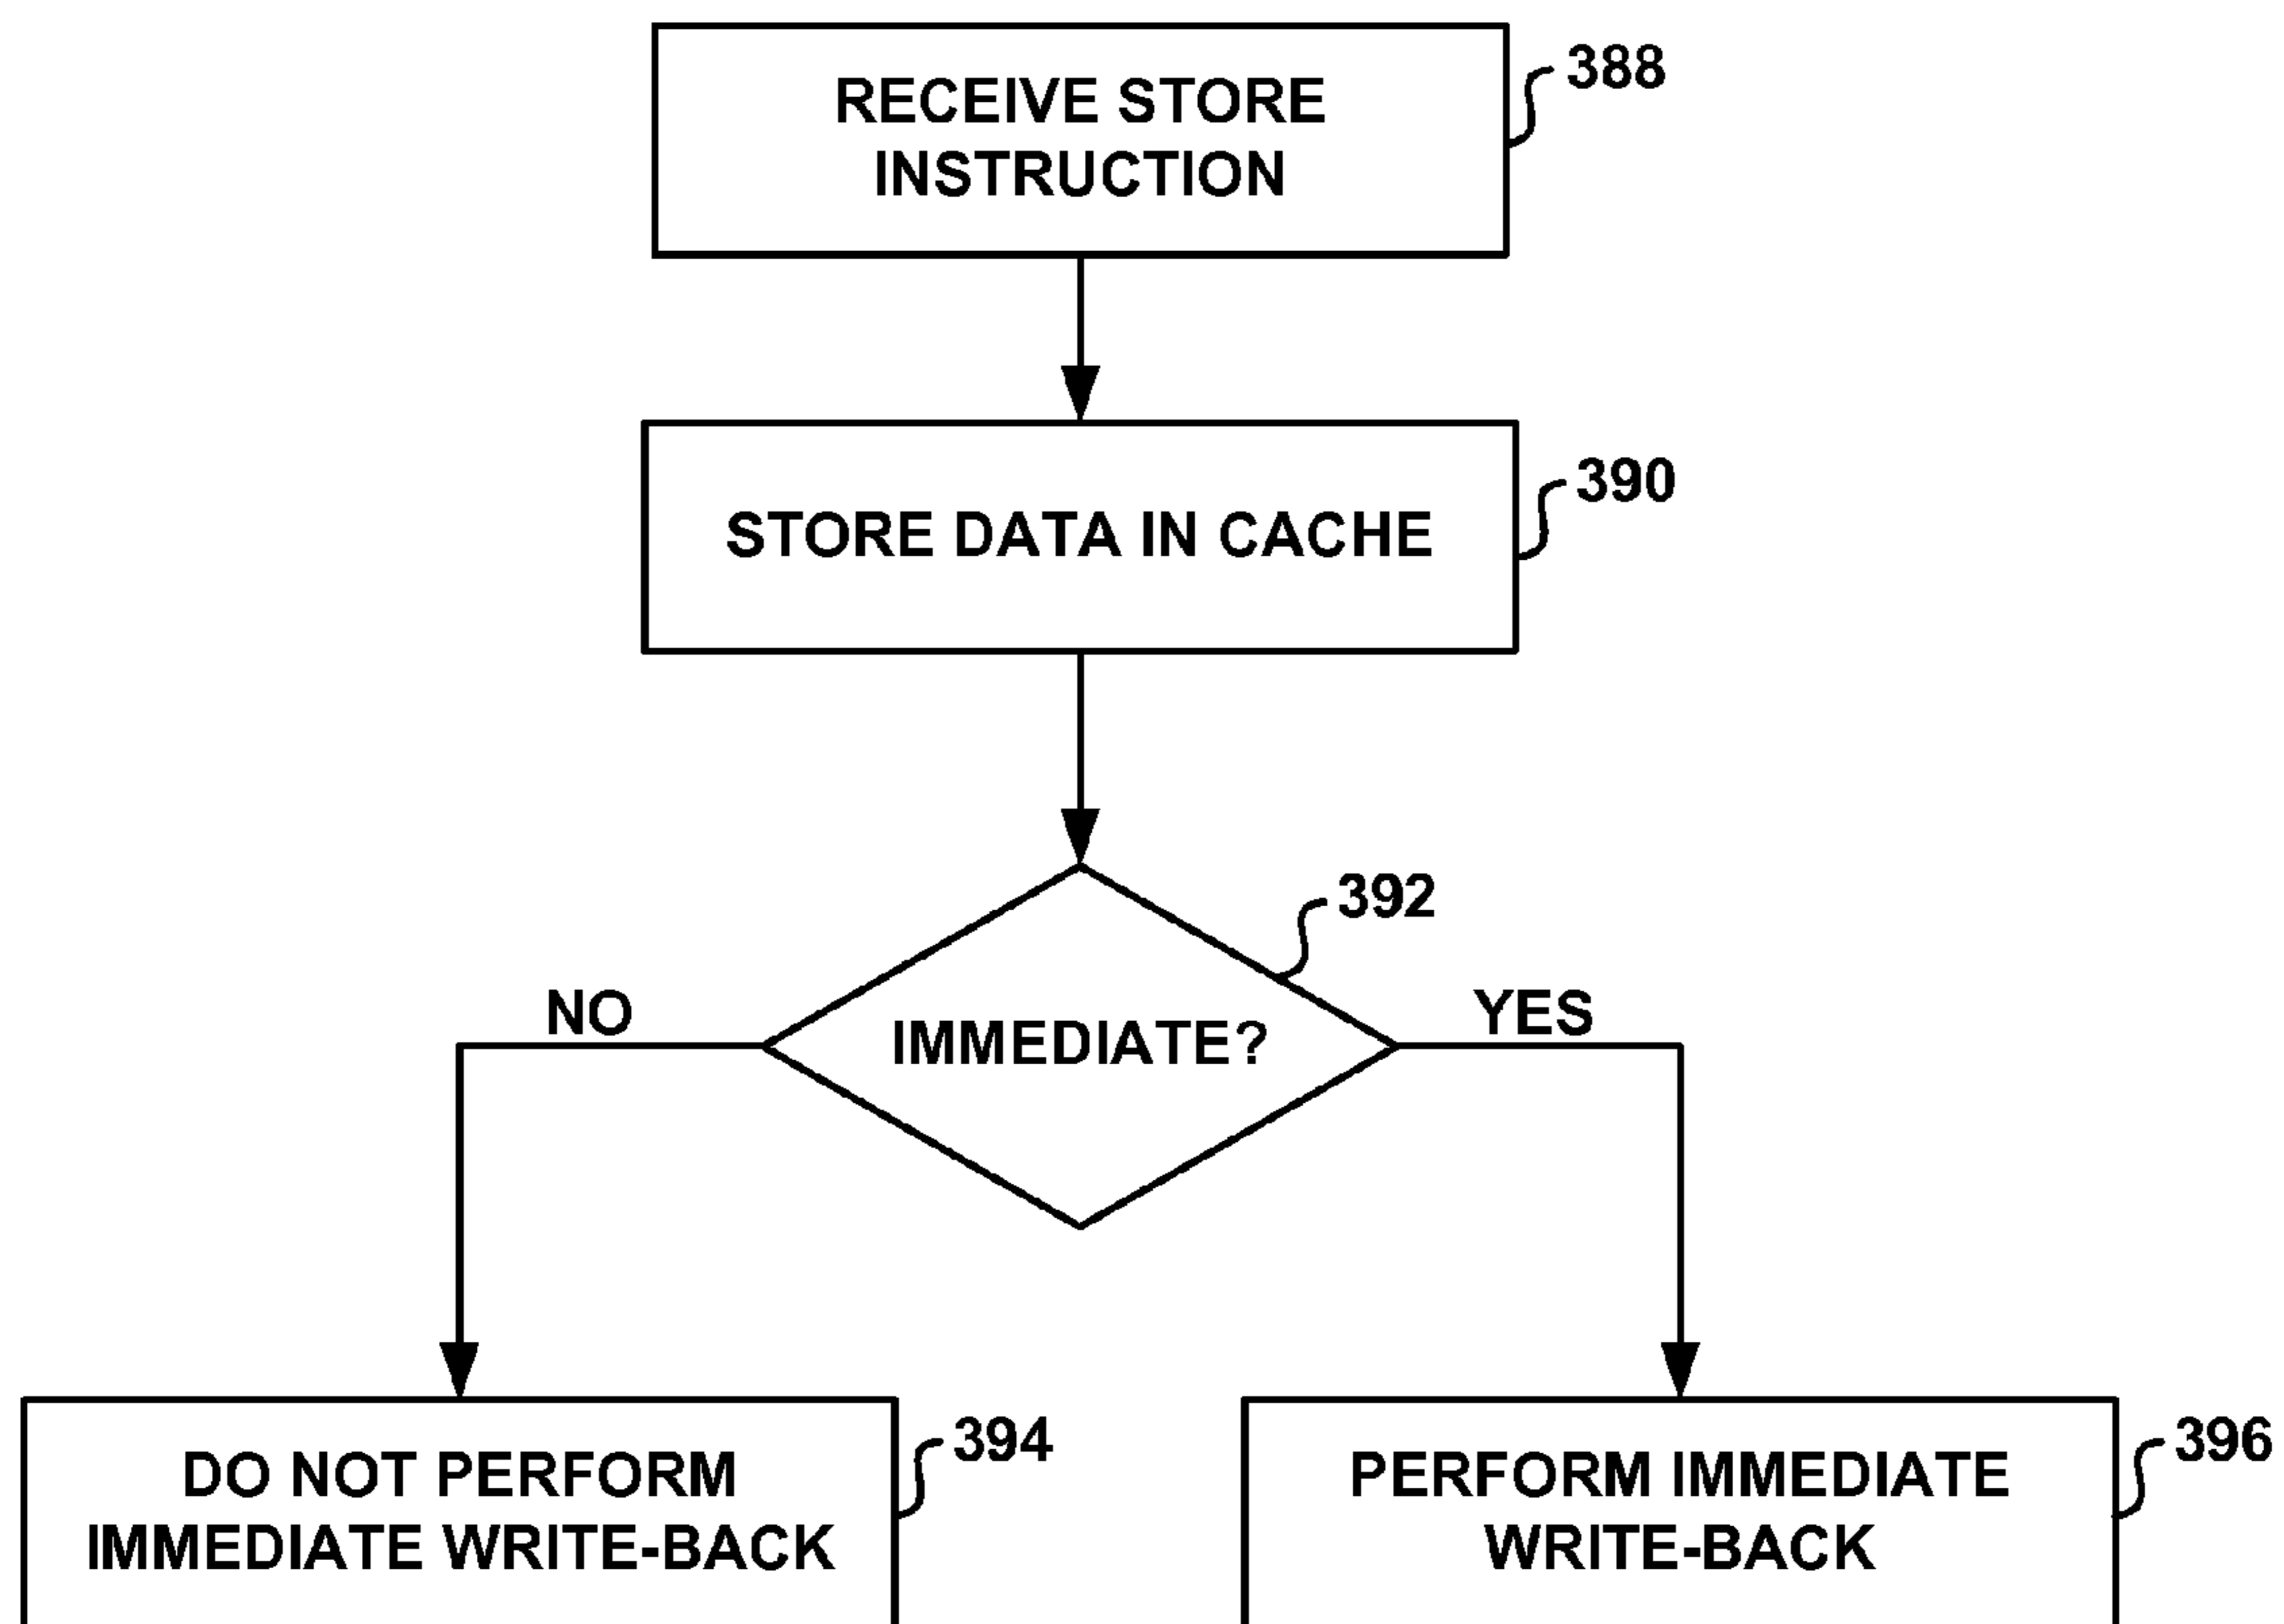 RECEIVE STORE
INSTRUCTION
388
STORE DATA IN CACHE
390
392
NO
IMMEDIATE?
YES
DO NOT PERFORM
IMMEDIATE WRITE-BACK
394
PERFORM IMMEDIATE
WRITE-BACK
396